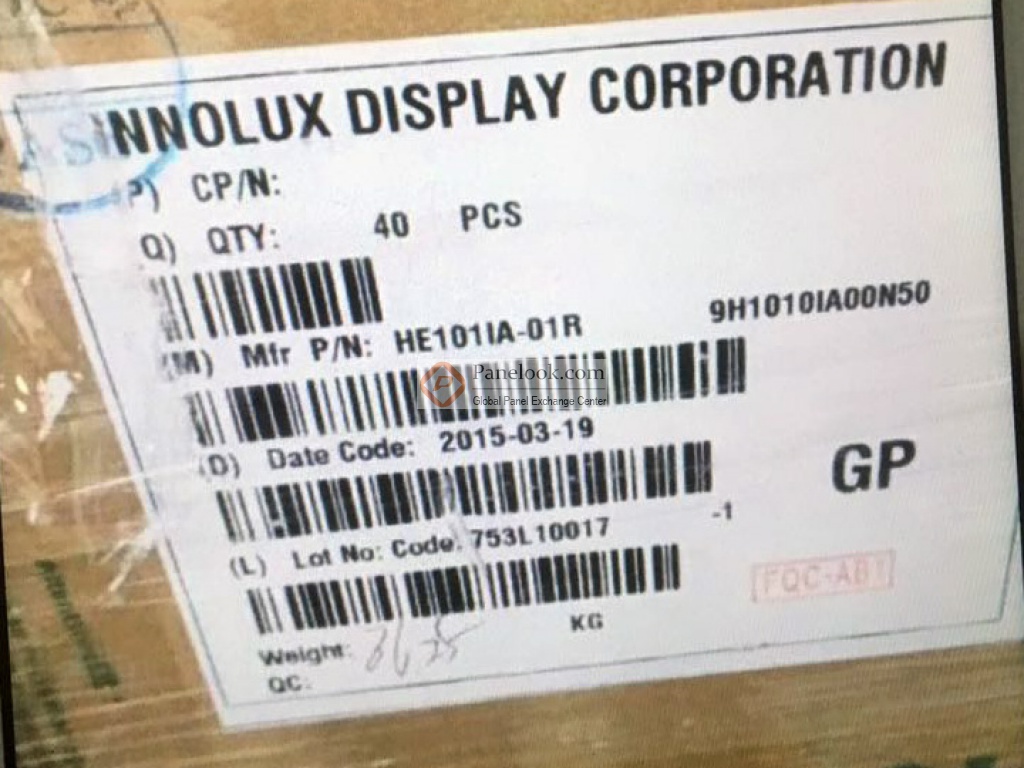 INNOLUX DISPLAY CORPORATION
P) CP/N:
Q) QTY: 40 PCS
(M) Mfr P/N: HE101IA-01R 9H1010IA00N50
Panelook.com
Global Panel Exchange Center
(D) Date Code: 2015-03-19
GP
(L) Lot No: Code: 753L10017 -1
FQC-AB1
Weight: KG
QC: